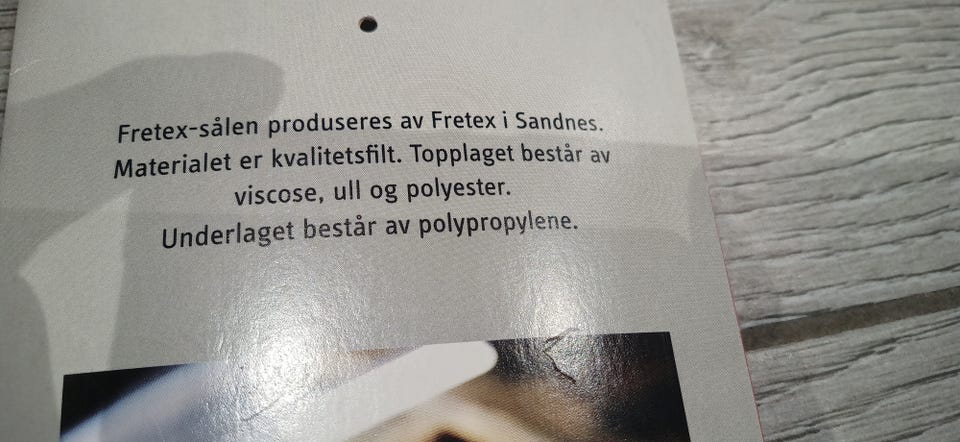 Fretex-sålen produseres av Fretex i Sandnes.
Materialet er kvalitetsfilt. Topplaget består av
viscose, ull og polyester.
Underlaget består av polypropylene.